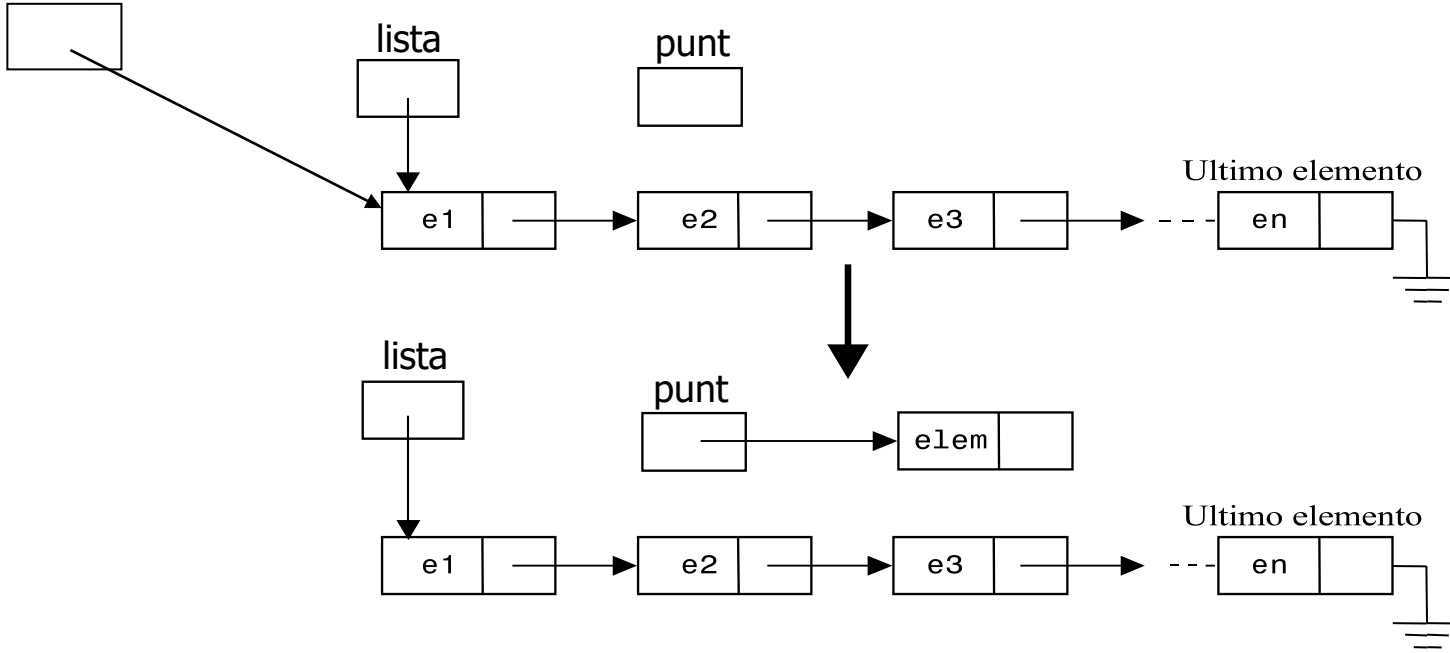 lista
punt
Ultimo elemento
e1 e2 e3 en
lista
punt
elem
Ultimo elemento
e1 e2 e3 en